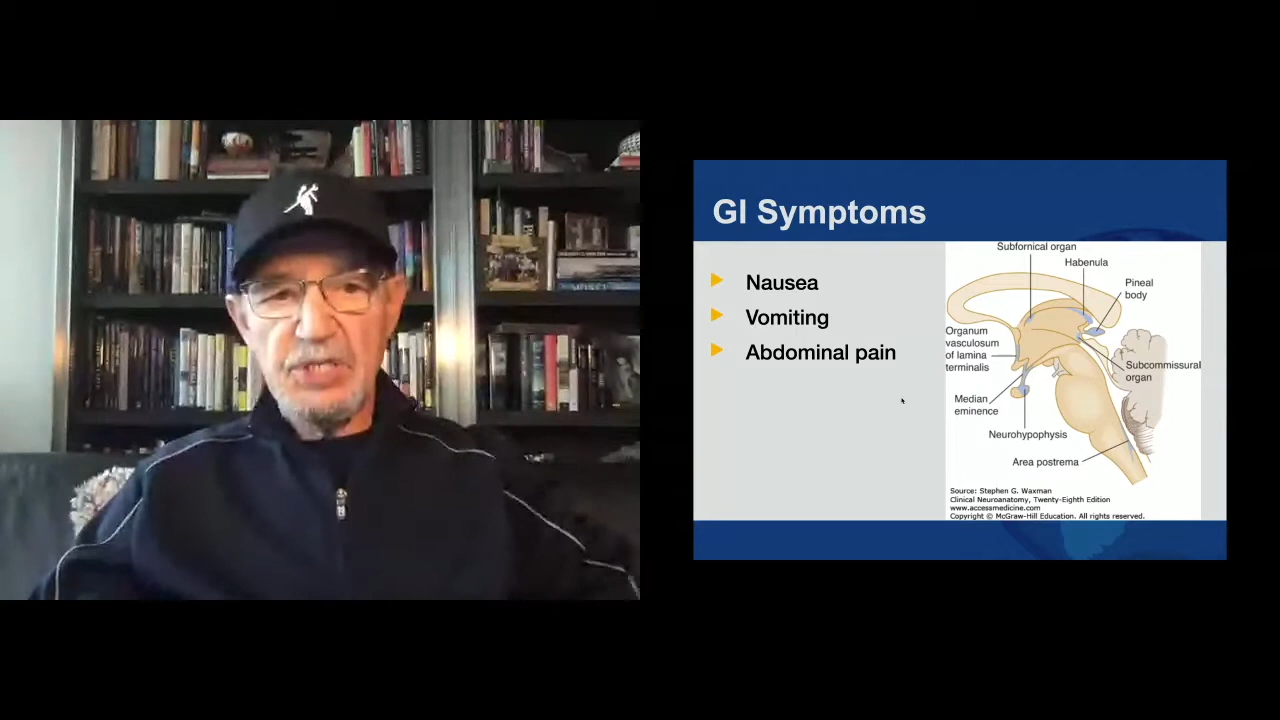 GI Symptoms
Nausea
Vomiting
Abdominal pain
Subfornical organ
Habenula
Pineal
body
Organum
vasculosum
of lamina
terminalis
Subcommissural
organ
Median
eminence
Neurohypophysis
Area postrema
Source: Stephen G. Waxman
Clinical Neuroanatomy, Twenty-Eighth Edition
www.accessmedicine.com
Copyright © McGraw-Hill Education. All rights reserved.